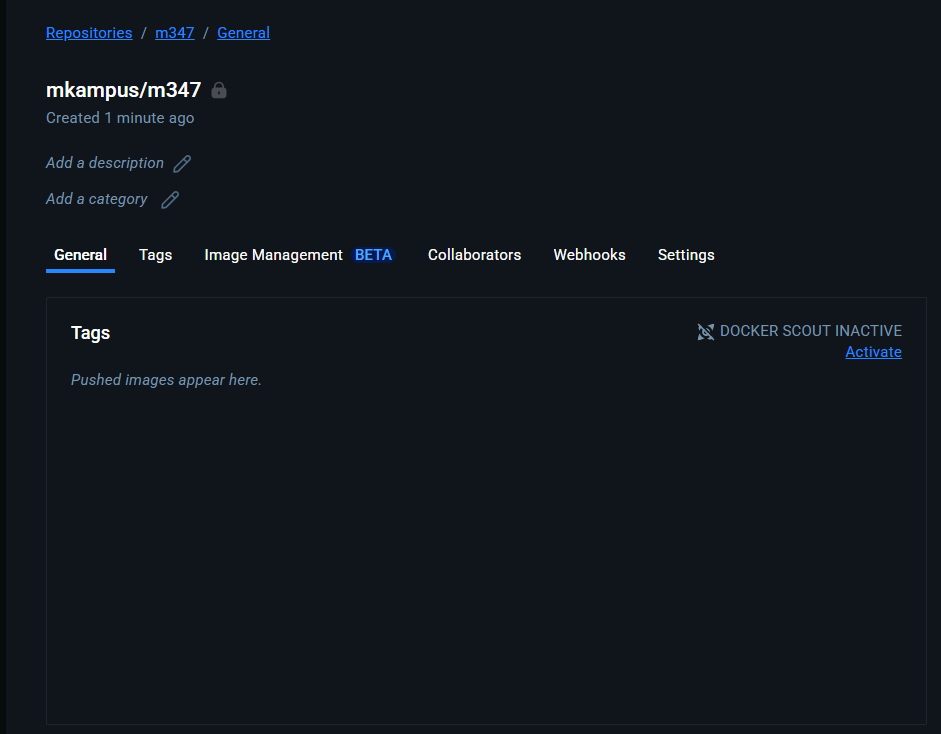 Repositories / m347 / General
mkampus/m347
Created 1 minute ago
Add a description
Add a category
General Tags Image Management BETA Collaborators Webhooks Settings
Tags
DOCKER SCOUT INACTIVE
Activate
Pushed images appear here.